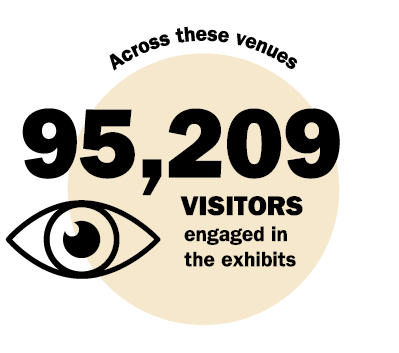 Across these venues
95,209
VISITORS
engaged in
the exhibits